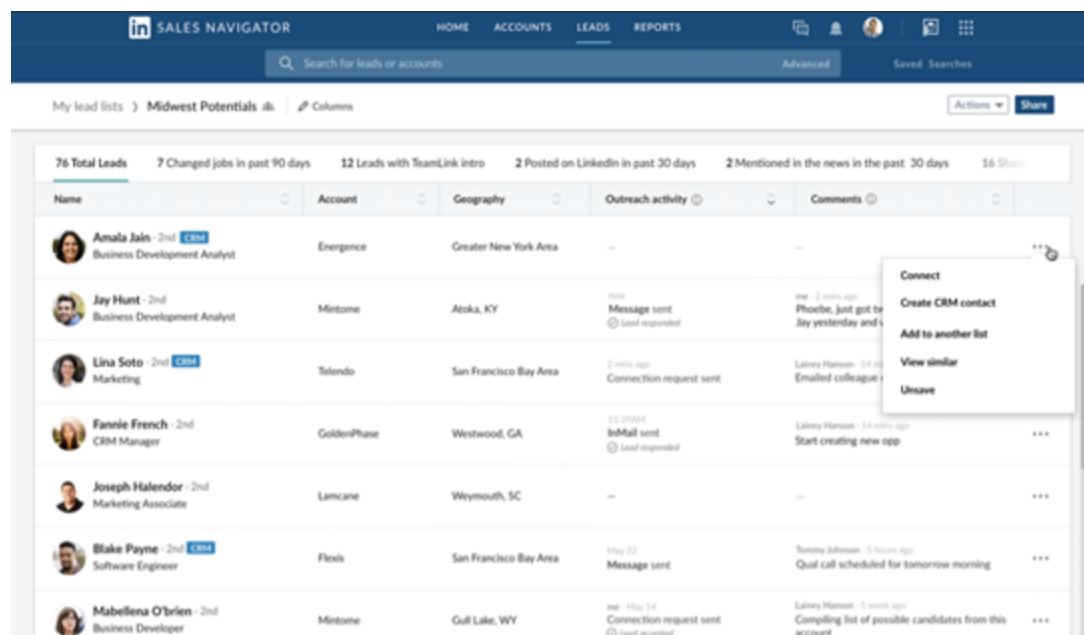 in SALES NAVIGATOR
HOME ACCOUNTS LEADS REPORTS
Search for leads or accounts Advanced Saved Searches
My lead lists > Midwest Potentials Columns Actions Share
76 Total Leads 7 Changed jobs in past 90 days 12 Leads with TeamLink intro 2 Posted on LinkedIn in past 30 days 2 Mentioned in the news in the past 30 days 16
Name Account Geography Outreach activity Comments
Amala Jain · 2nd CRM
Business Development Analyst
Energence
Greater New York Area
–
–
Connect
Create CRM contact
Add to another list
View similar
Unsave
Jay Hunt · 2nd
Business Development Analyst
Mintome
Atoka, KY
now
Message sent
Lead responded
me · 2 mins ago
Phoebe, just got
Jay yesterday and
Lina Soto · 2nd CRM
Marketing
Telendo
San Francisco Bay Area
2 mins ago
Connection request sent
Lainey Hanson · 14
Emailed colleague
Fannie French · 2nd
CRM Manager
GoldenPhase
Westwood, GA
11:39AM
InMail sent
Lead responded
Lainey Hanson · 14 mins ago
Start creating new opp
Joseph Halendor · 2nd
Marketing Associate
Lamcane
Weymouth, SC
–
–
Blake Payne · 2nd CRM
Software Engineer
Flexis
San Francisco Bay Area
May 22
Message sent
Tommy Johnson · 5 hours ago
Qual call scheduled for tomorrow morning
Mabellena O'brien · 2nd
Business Developer
Mintome
Gull Lake, WY
me · May 14
Connection request sent
Lead accepted
Lainey Hanson · 1 week ago
Compiling list of possible candidates from this
account